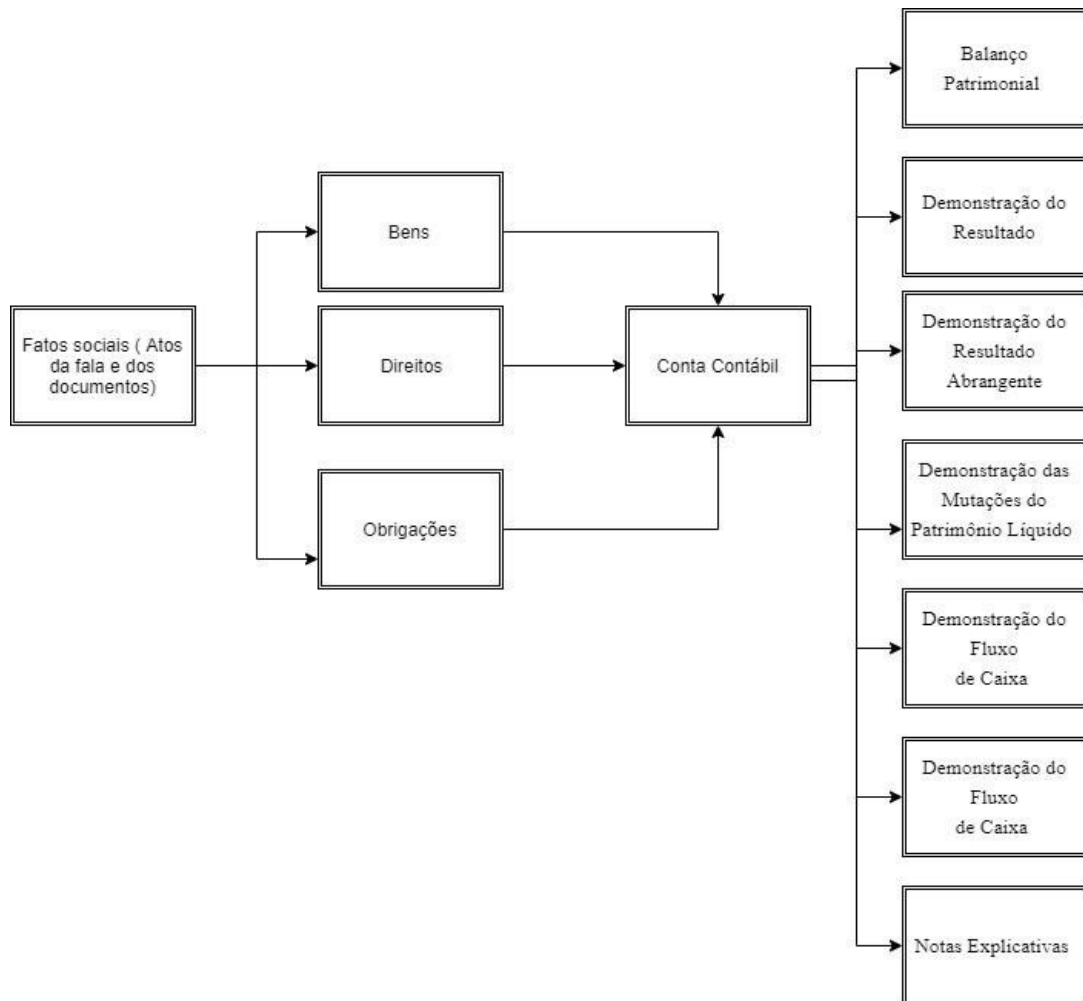 Fatos sociais ( Atos
da fala e dos
documentos)
Bens
Direitos
Obrigações
Conta Contábil
Balanço
Patrimonial
Demonstração do
Resultado
Demonstração do
Resultado
Abrangente
Demonstração das
Mutações do
Patrimônio Líquido
Demonstração do
Fluxo
de Caixa
Demonstração do
Fluxo
de Caixa
Notas Explicativas